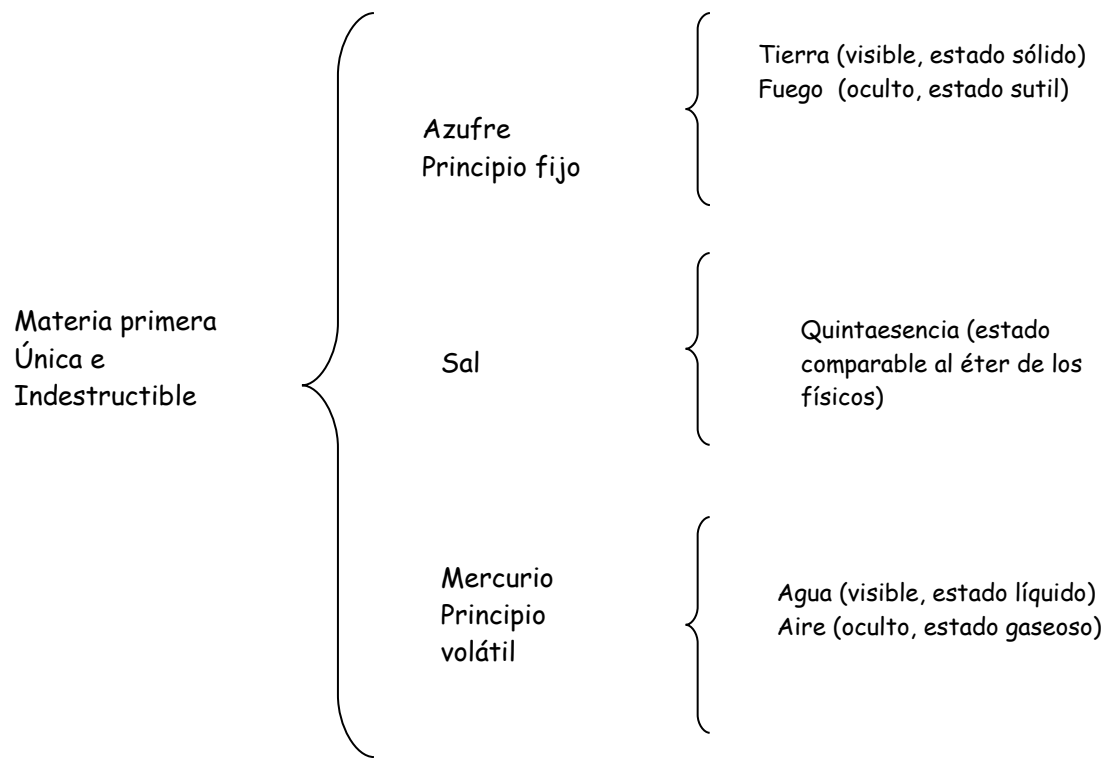 Materia primera
Única e
Indestructible
Azufre
Principio fijo
Tierra (visible, estado sólido)
Fuego (oculto, estado sutil)
Sal
Quintaesencia (estado
comparable al éter de los
físicos)
Mercurio
Principio
volátil
Agua (visible, estado líquido)
Aire (oculto, estado gaseoso)